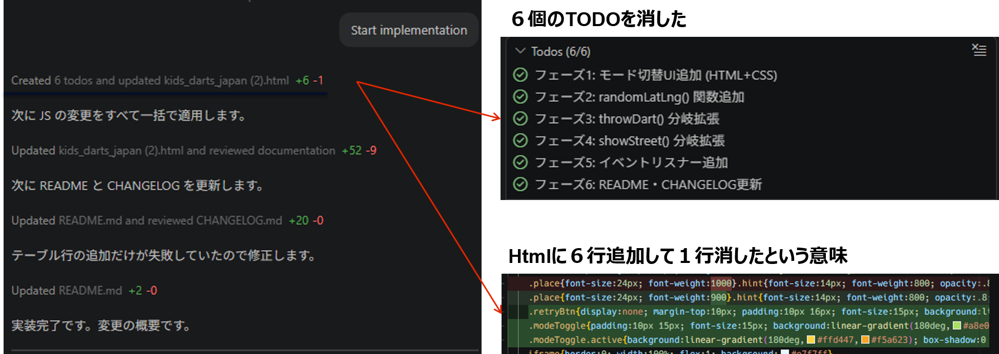 Start implementation
Created 6 todos and updated kids_darts_japan (2).html +6 -1
次に JS の変更をすべて一括で適用します。
Updated kids_darts_japan (2).html and reviewed documentation +52 -9
次に README と CHANGELOG を更新します。
Updated README.md and reviewed CHANGELOG.md +20 -0
テーブル行の追加だけが失敗していたので修正します。
Updated README.md +2 -0
実装完了です。変更の概要です。
６個のTODOを消した
Todos (6/6)
フェーズ1: モード切替UI追加 (HTML+CSS)
フェーズ2: randomLatLng() 関数追加
フェーズ3: throwDart() 分岐拡張
フェーズ4: showStreet() 分岐拡張
フェーズ5: イベントリスナー追加
フェーズ6: README・CHANGELOG更新
Htmlに６行追加して１行消したという意味
.place{font-size:24px; font-weight:1000}.hint{font-size:14px; font-weight:800; opacity:.8
.place{font-size:24px; font-weight:900}.hint{font-size:14px; font-weight:800; opacity:.8;
.retryBtn{display:none; margin-top:10px; padding:10px 16px; font-size:15px; background:li
.modeToggle{padding:10px 15px; font-size:15px; background:linear-gradient(180deg,#a8e0
.modeToggle.active{background:linear-gradient(180deg,#ffd447,#f5a623); box-shadow:0
iframe{border:0; width:100%; flex:1; background:#e7f7ff}